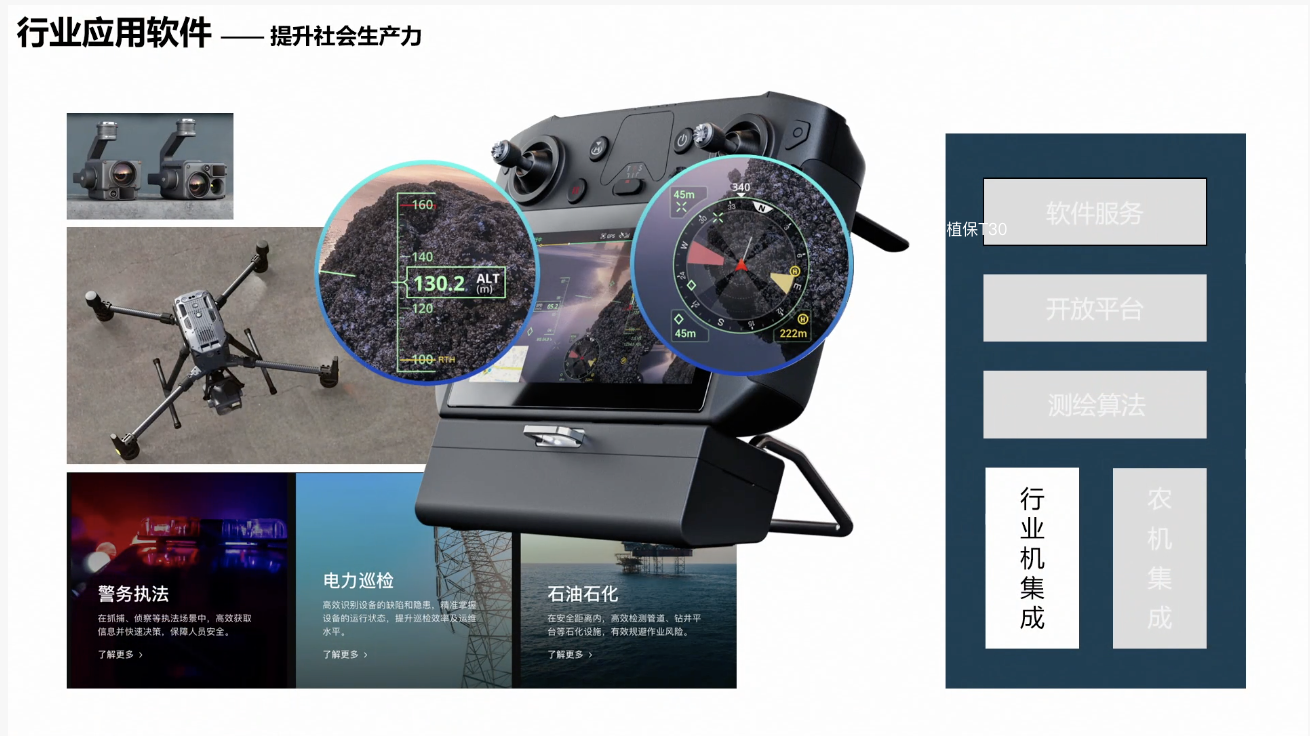 行业应用软件 —— 提升社会生产力
160
140
130.2 ALT
(m)
120
100 RTH
45m
340
N
33
W
24
E
S
45m
222m
H
H
警务执法
在抓捕、侦察等执法场景中，高效获取
信息并快速决策，保障人员安全。
了解更多 >
电力巡检
高效识别设备的缺陷和隐患，精准掌握
设备的运行状态，提升巡检效率及运维
水平。
了解更多 >
石油石化
在安全距离内，高效检测管道、钻井平
台等石化设施，有效规避作业风险。
了解更多 >
软件服务
植保T30
开放平台
测绘算法
行业机集成
农机集成